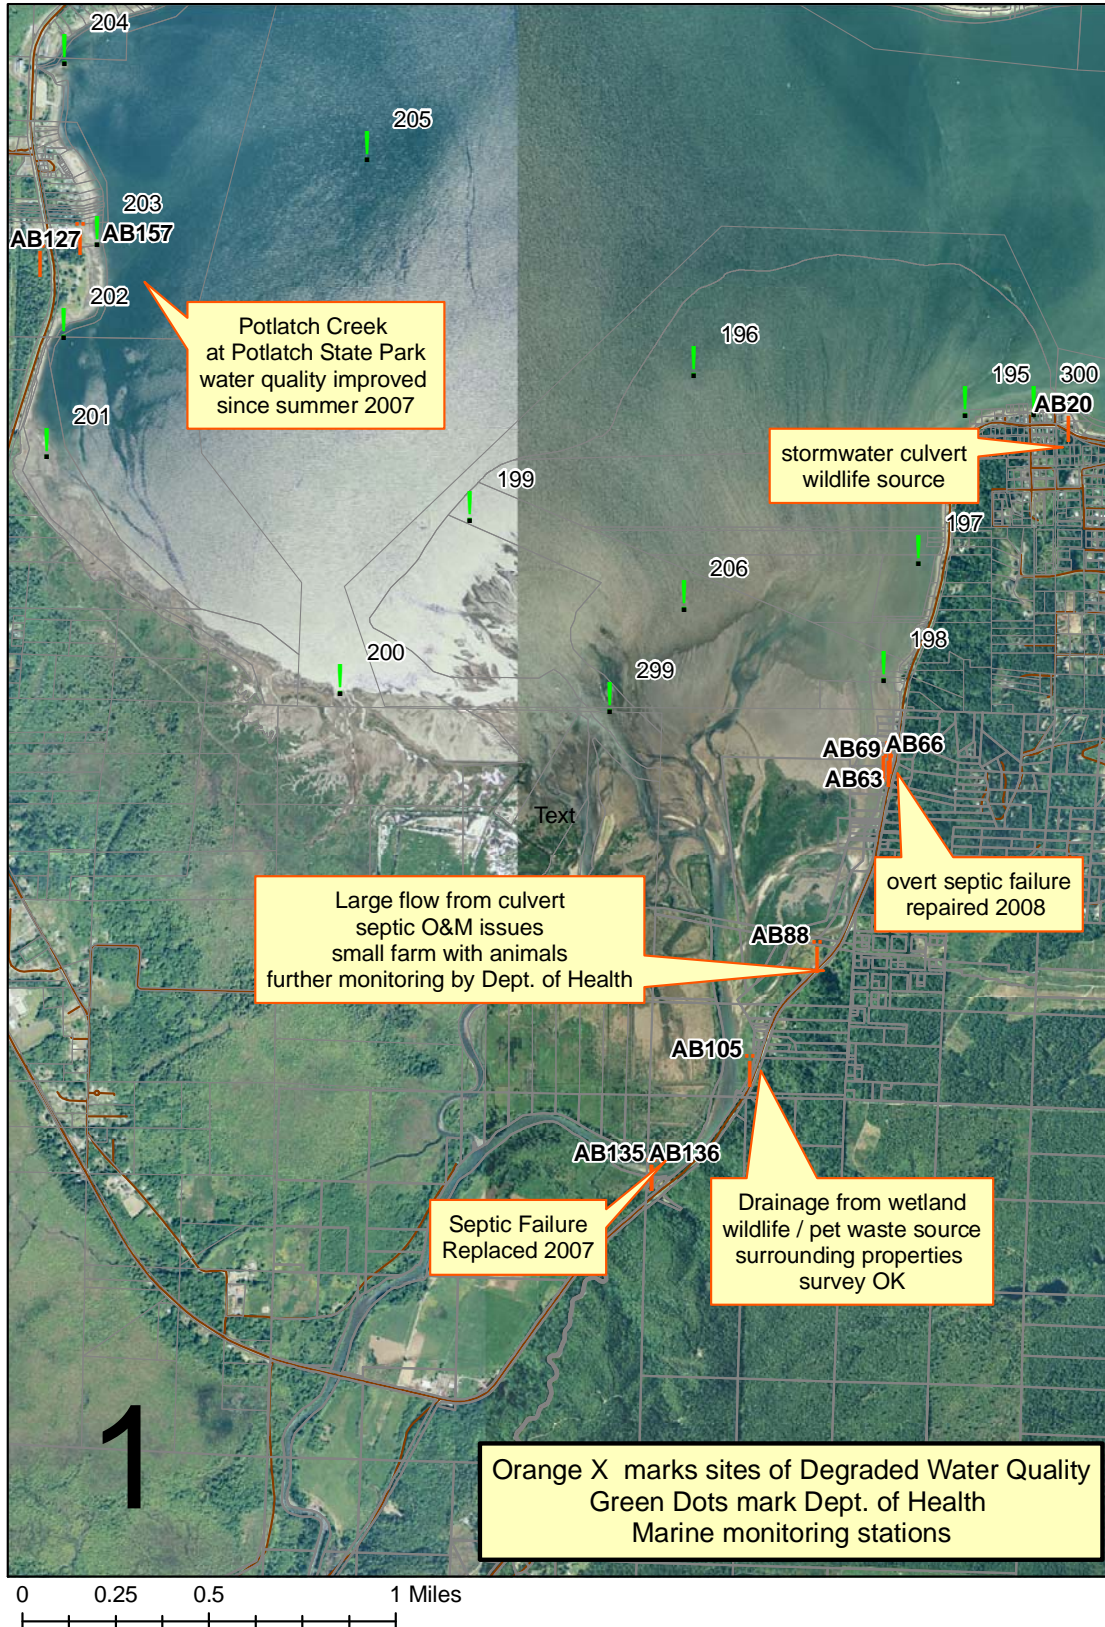 204
205
203
AB127 AB157
202
Potlatch Creek
at Potlatch State Park
water quality improved
since summer 2007
196
195 300
AB20
201
stormwater culvert
wildlife source
199
197
206
198
200
299
AB69 AB66
AB63
Text
overt septic failure
repaired 2008
Large flow from culvert
septic O&M issues
small farm with animals
further monitoring by Dept. of Health
AB88
AB105
AB135 AB136
Drainage from wetland
wildlife / pet waste source
surrounding properties
survey OK
Septic Failure
Replaced 2007
1
Orange X  marks sites of Degraded Water Quality
Green Dots mark Dept. of Health
Marine monitoring stations
0 0.25 0.5 1 Miles